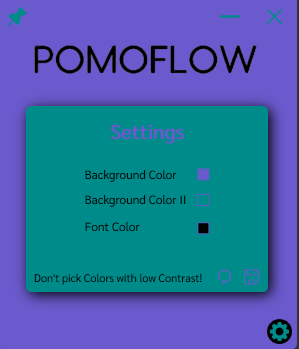 POMOFLOW
Settings
Background Color
Background Color II
Font Color
Don't pick Colors with low Contrast!